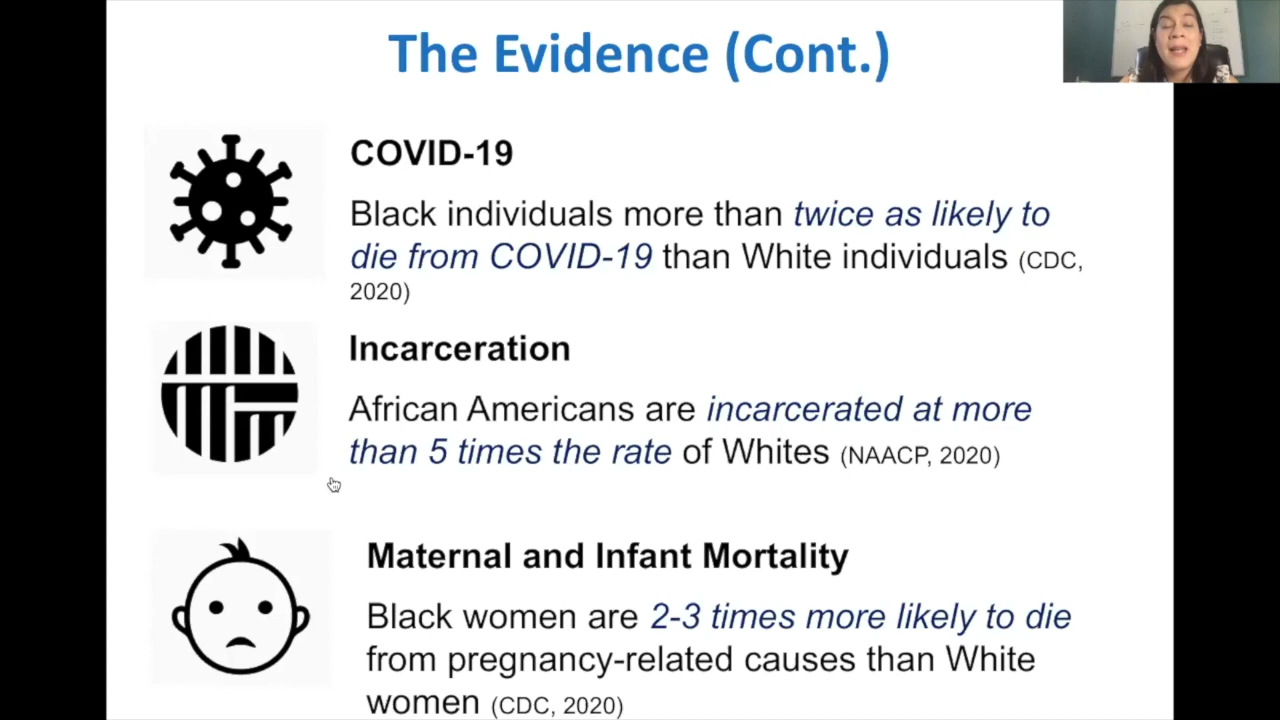 The Evidence (Cont.)
COVID-19
Black individuals more than twice as likely to
die from COVID-19 than White individuals (CDC,
2020)
Incarceration
African Americans are incarcerated at more
than 5 times the rate of Whites (NAACP, 2020)
Maternal and Infant Mortality
Black women are 2-3 times more likely to die
from pregnancy-related causes than White
women (CDC, 2020)